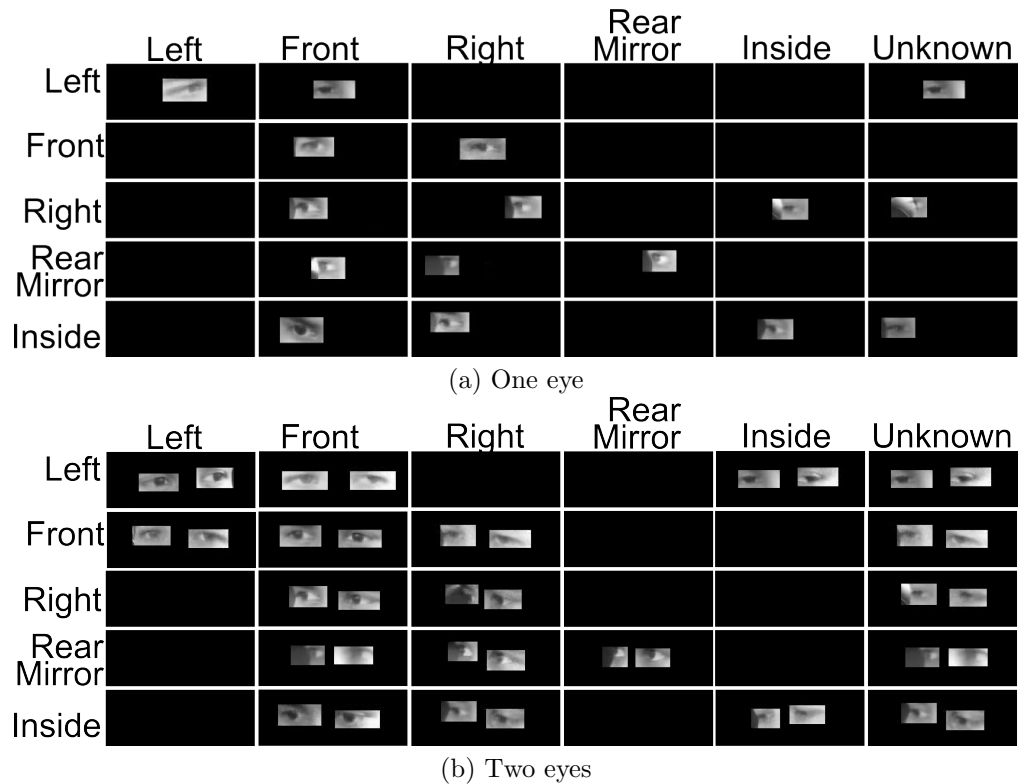 Left Front Right Rear Mirror Inside Unknown
Left
Front
Right
Rear Mirror
Inside
(a) One eye
Left Front Right Rear Mirror Inside Unknown
Left
Front
Right
Rear Mirror
Inside
(b) Two eyes